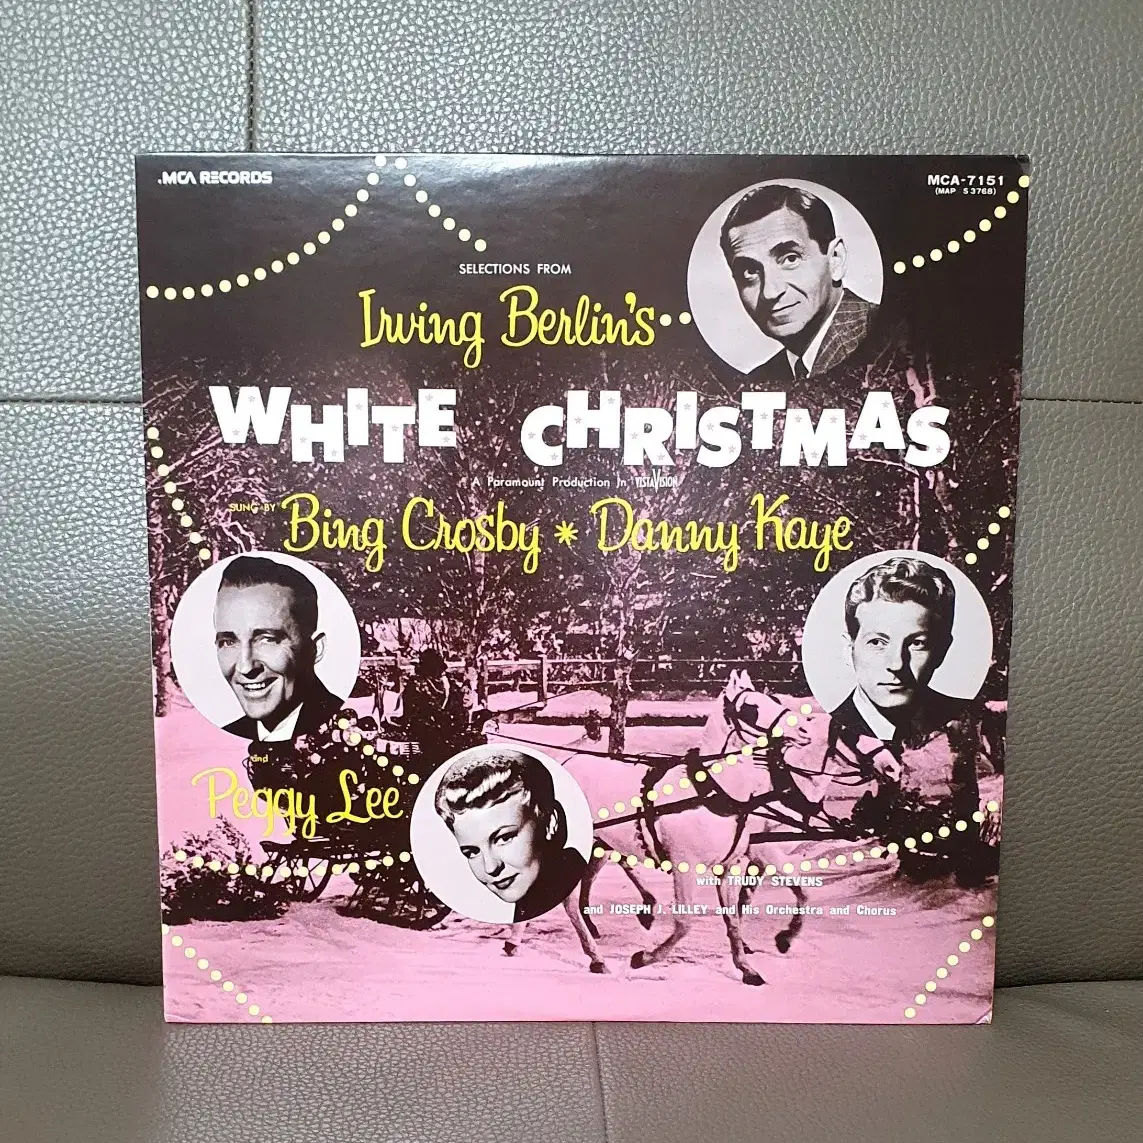 .MCA RECORDS
MCA-7151
(MAP S 3768)
SELECTIONS FROM
Irving Berlin's
WHITE CHRISTMAS
A Paramount Production in VISTAVISION
SUNG BY Bing Crosby * Danny Kaye
and
Peggy Lee
with TRUDY STEVENS
and JOSEPH J. LILLEY and His Orchestra and Chorus